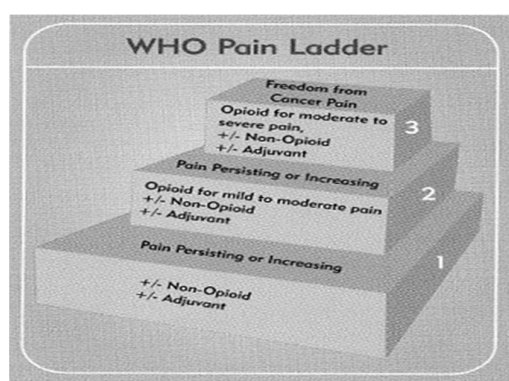 WHO Pain Ladder
Freedom from
Cancer Pain
Opioid for moderate to
severe pain,
+/- Non-Opioid
+/- Adjuvant
3
Pain Persisting or Increasing
Opioid for mild to moderate pain
+/- Non-Opioid
+/- Adjuvant
2
Pain Persisting or Increasing
+/- Non-Opioid
+/- Adjuvant
1